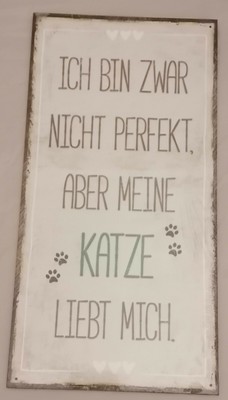 ICH BIN ZWAR
NICHT PERFEKT,
ABER MEINE
KATZE
LIEBT MICH.